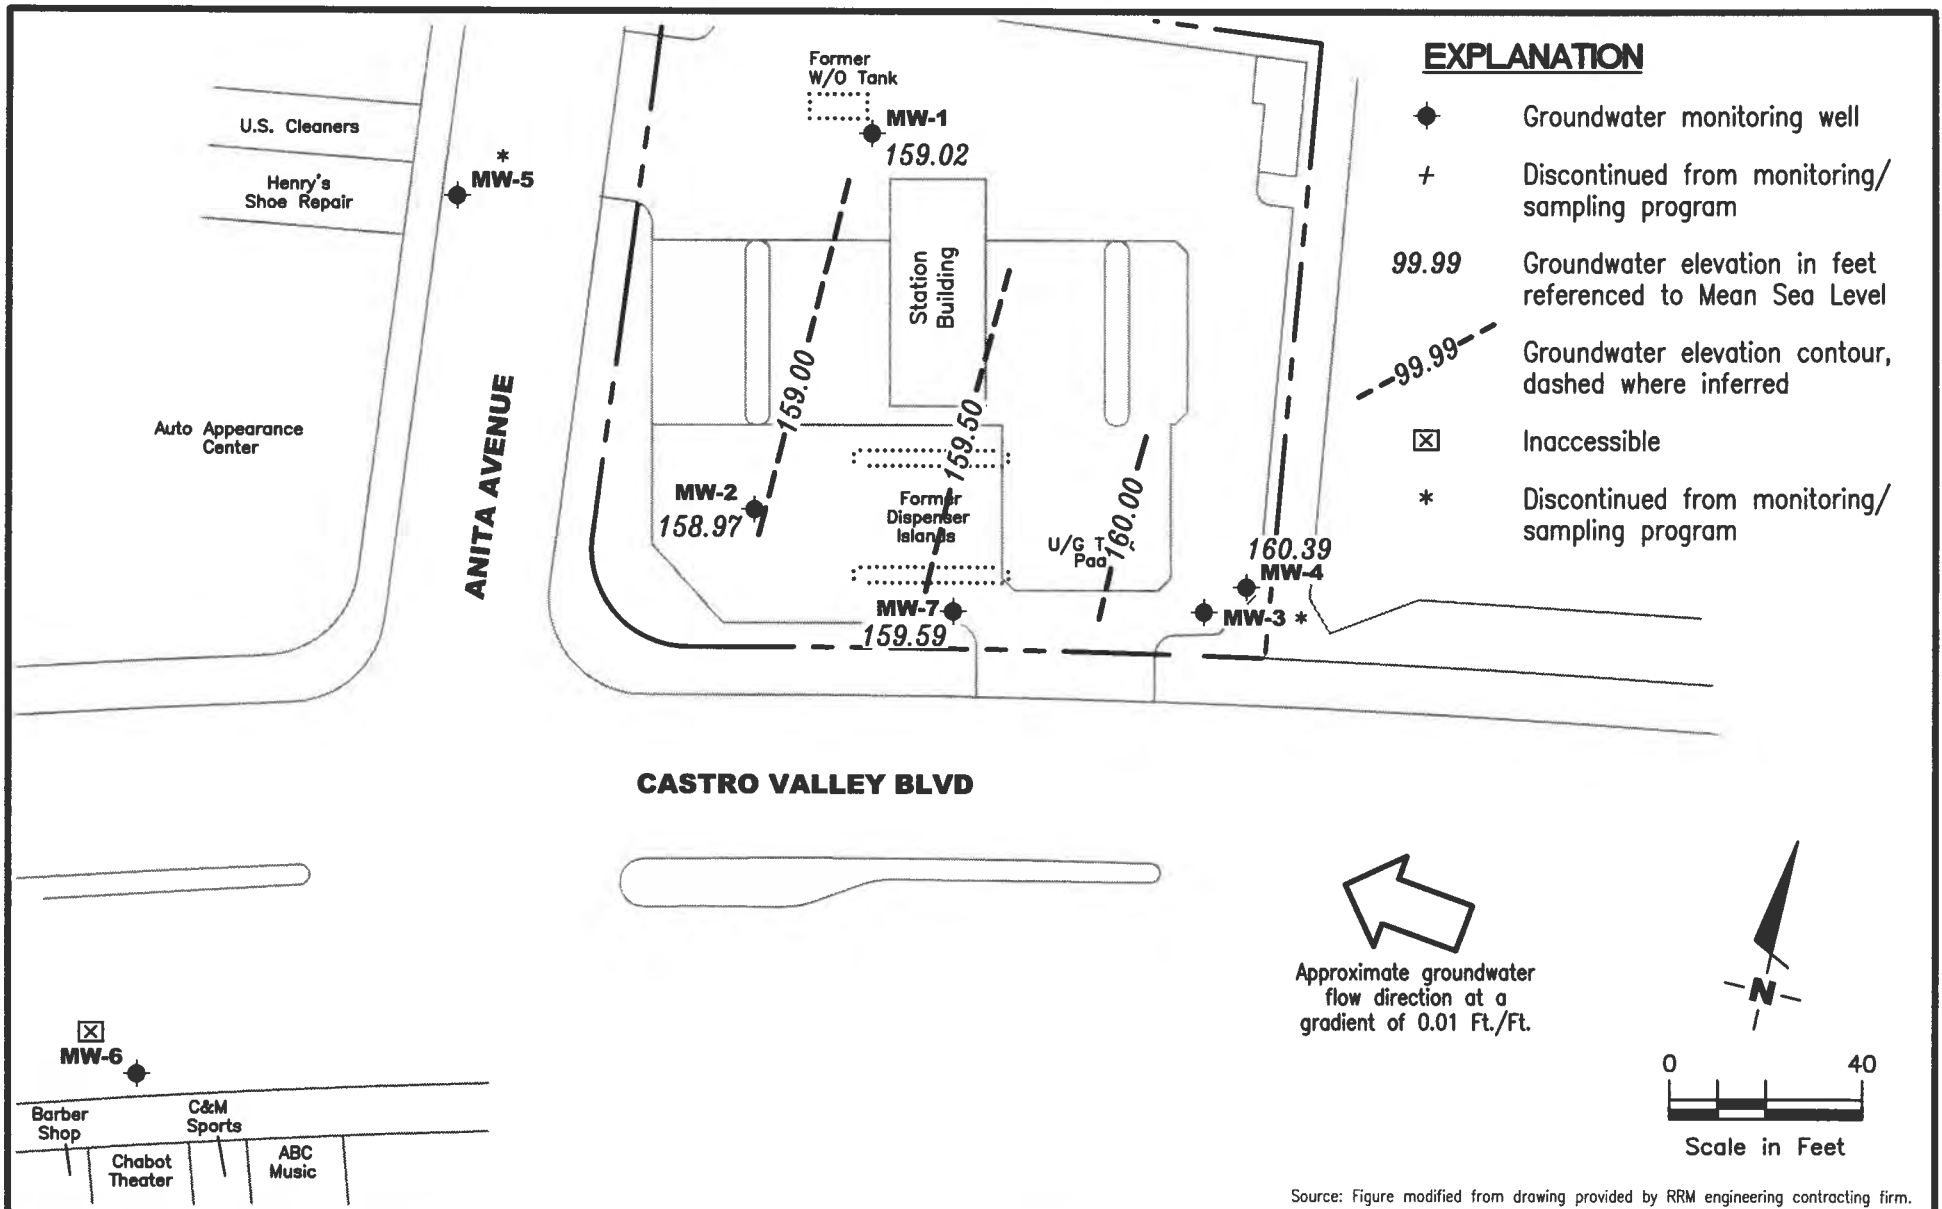 EXPLANATION
Groundwater monitoring well
+
Discontinued from monitoring/
sampling program
99.99
Groundwater elevation in feet
referenced to Mean Sea Level
99.99
Groundwater elevation contour,
dashed where inferred
Inaccessible
*
Discontinued from monitoring/
sampling program
Former
W/O Tank
MW-1
159.02
U.S. Cleaners
Henry's
Shoe Repair
*
MW-5
Station
Building
159.00
159.50
160.00
Auto Appearance
Center
ANITA AVENUE
MW-2
158.97
Former
Dispenser
Islands
U/G
Pad
160.39
MW-4
MW-3 *
MW-7
159.59
CASTRO VALLEY BLVD
Approximate groundwater
flow direction at a
gradient of 0.01 Ft./Ft.
N
0 40
Scale in Feet
MW-6
Barber
Shop
C&M
Sports
Chabot
Theater
ABC
Music
Source: Figure modified from drawing provided by RRM engineering contracting firm.